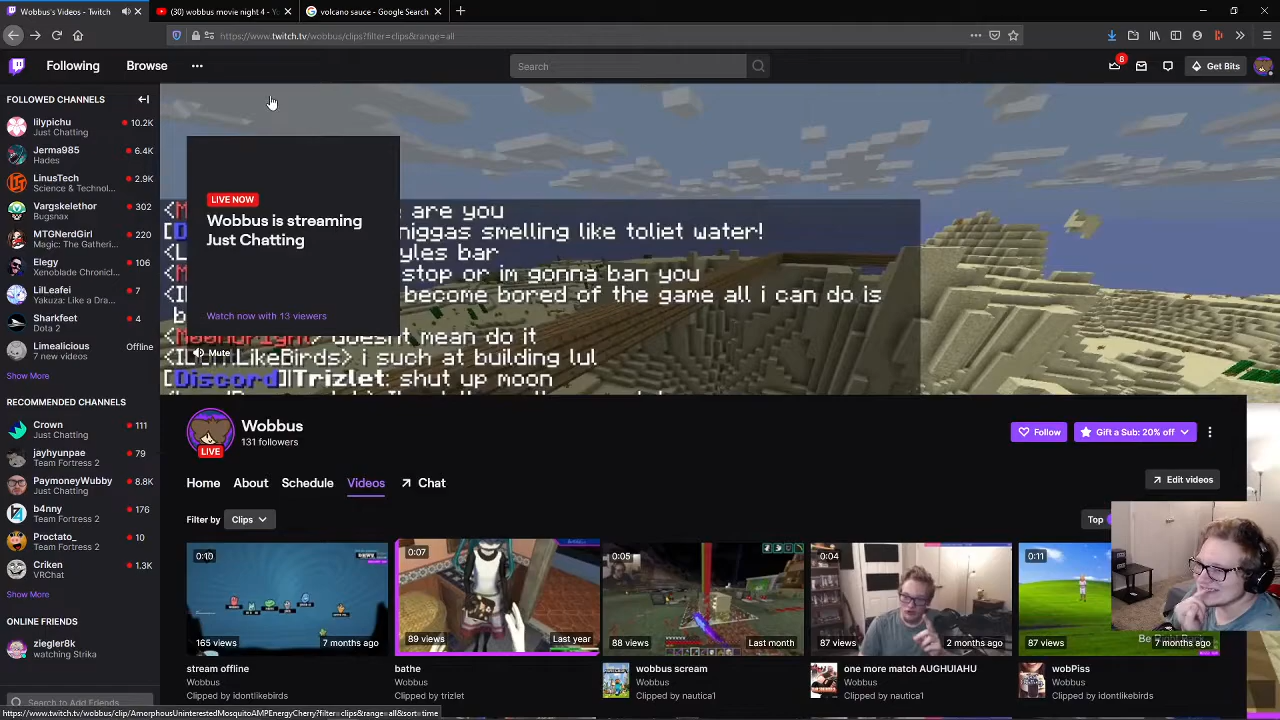 Wobbus's Videos - Twitch
(30) wobbus movie night 4 - Yo
volcano sauce - Google Search
https://www.twitch.tv/wobbus/clips?filter=clips&range=all
Following
Browse
Search
8
Get Bits
FOLLOWED CHANNELS
lilypichu
10.2K
Just Chatting
Jerma985
6.4K
Hades
LinusTech
2.9K
Science & Technol...
Vargskelethor
302
Bugsnax
MTGNerdGirl
220
Magic: The Gatheri...
Elegy
106
Xenoblade Chronicl...
LilLeafei
7
Yakuza: Like a Dra...
Sharkfeet
4
Dota 2
Limealicious
Offline
7 new videos
Show More
RECOMMENDED CHANNELS
Crown
111
Just Chatting
jayhyunpae
79
Team Fortress 2
PaymoneyWubby
8.8K
Just Chatting
b4nny
176
Team Fortress 2
Proctato_
10
Team Fortress 2
Criken
1.3K
VRChat
Show More
ONLINE FRIENDS
ziegler8k
watching Strika
Search to Add Friends
LIVE NOW
Wobbus is streaming
Just Chatting
Watch now with 13 viewers
Mute
are you
niggas smelling like toliet water!
yles bar
stop or im gonna ban you
become bored of the game all i can do is
b
doesnt mean do it
LikeBirds> i such at building lul
[Discord]|Trizlet: shut up moon
LIVE
Wobbus
131 followers
Follow
Gift a Sub: 20% off
Home
About
Schedule
Videos
Chat
Edit videos
Filter by
Clips
Top
0:10
165 views
7 months ago
stream offline
Wobbus
Clipped by idontlikebirds
0:07
89 views
Last year
bathe
Wobbus
Clipped by trizlet
0:05
88 views
Last month
wobbus scream
Wobbus
Clipped by nautica1
0:04
87 views
2 months ago
one more match AUGHUIAHU
Wobbus
Clipped by nautica1
0:11
87 views
7 months ago
wobPiss
Wobbus
Clipped by idontlikebirds
https://www.twitch.tv/wobbus/clip/AmorphousUninterestedMosquitoAMPEnergyCherry?filter=clips&range=all&sort=time